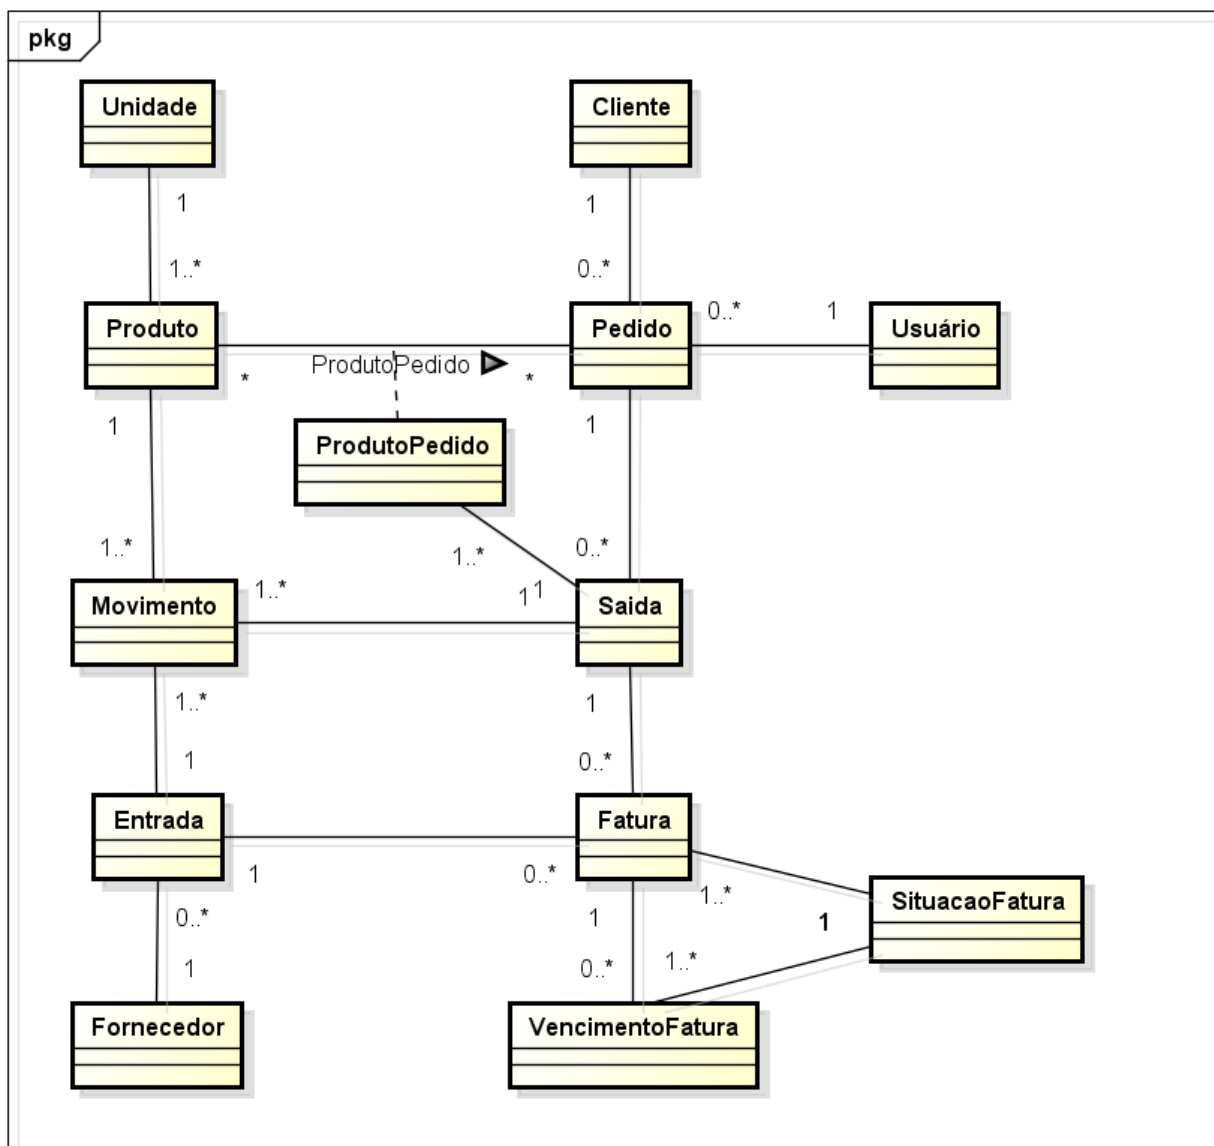 pkg
Unidade
Cliente
1
1
1..*
0..*
Produto
Pedido
0..*
1
Usuário
ProdutoPedido
*
*
1
1
ProdutoPedido
1..*
1..*
0..*
Movimento
1..*
1
1
Saida
1..*
1
1
0..*
Entrada
Fatura
1
0..*
1..*
SituacaoFatura
0..*
1
1
1
0..*
1..*
Fornecedor
VencimentoFatura